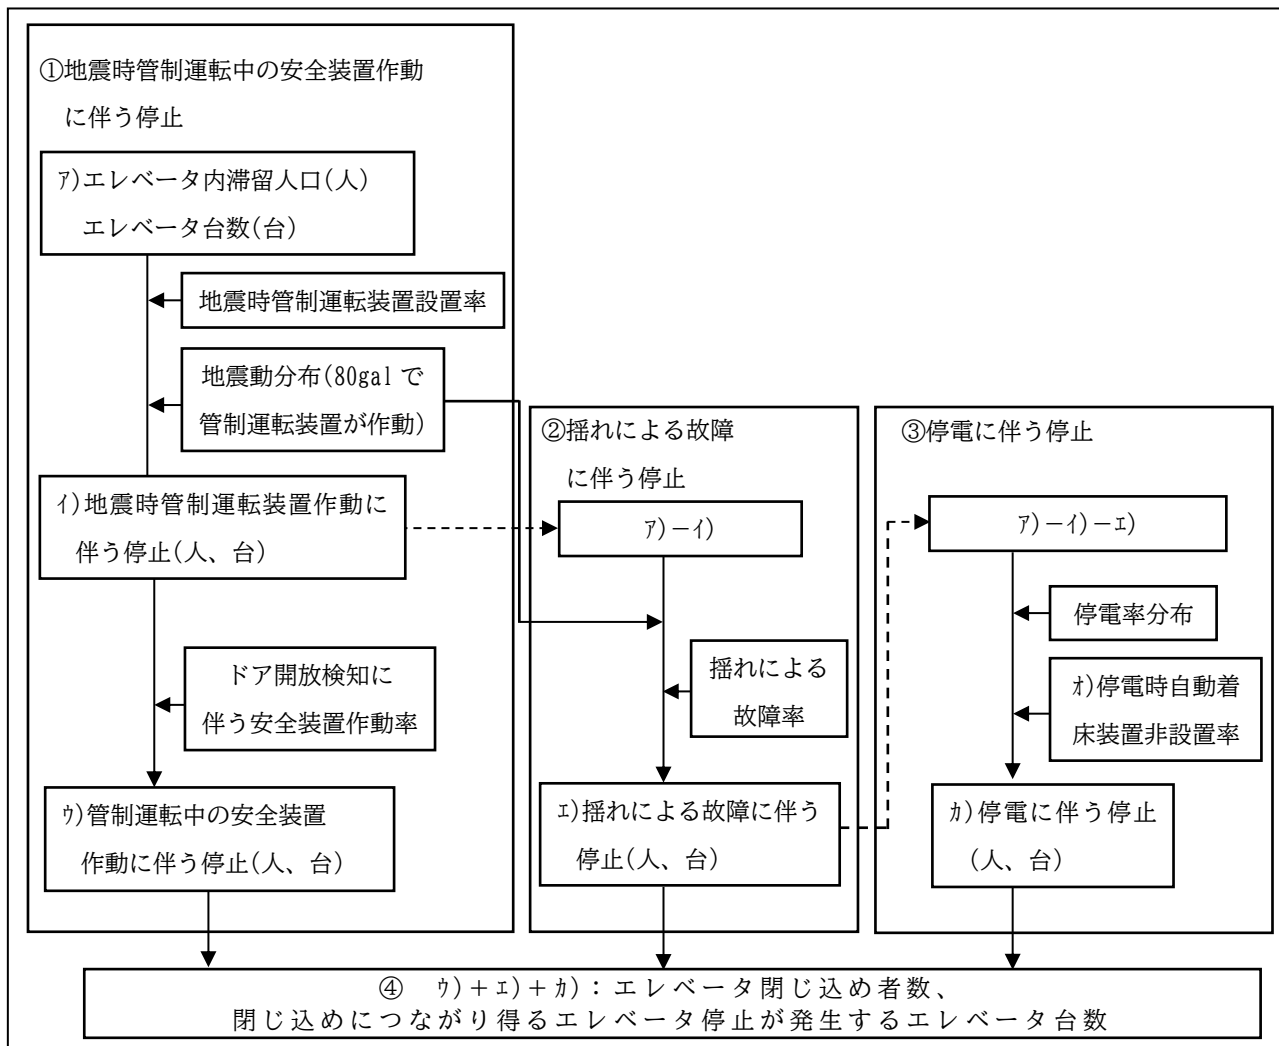 ①地震時管制運転中の安全装置作動
に伴う停止
ｱ)エレベータ内滞留人口(人)
エレベータ台数(台)
地震時管制運転装置設置率
地震動分布(80gal で
管制運転装置が作動)
ｲ)地震時管制運転装置作動に
伴う停止(人、台)
ドア開放検知に
伴う安全装置作動率
ｳ)管制運転中の安全装置
作動に伴う停止(人、台)
②揺れによる故障
に伴う停止
ｱ)－ｲ)
揺れによる
故障率
ｴ)揺れによる故障に伴う
停止(人、台)
③停電に伴う停止
ｱ)－ｲ)－ｴ)
停電率分布
ｵ)停電時自動着
床装置非設置率
ｶ)停電に伴う停止
(人、台)
④　ｳ)＋ｴ)＋ｶ)：エレベータ閉じ込め者数、
閉じ込めにつながり得るエレベータ停止が発生するエレベータ台数